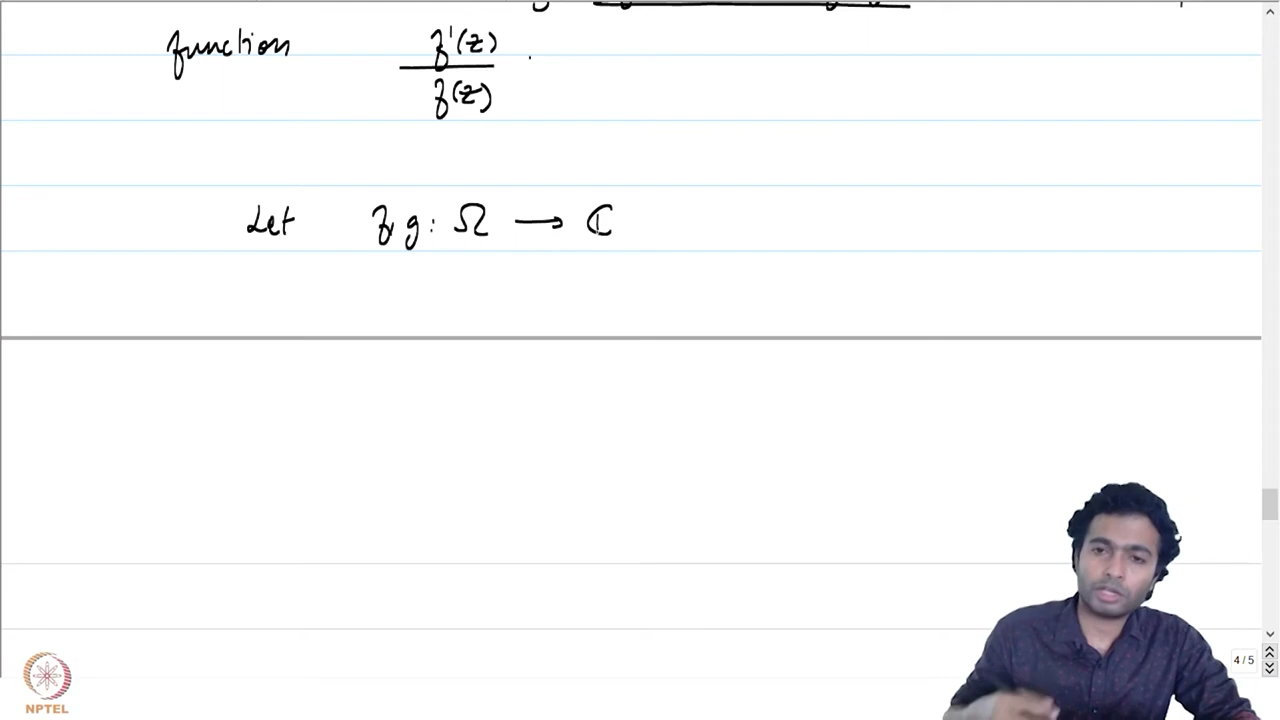 function f'(z)
f(z)
Let f, g : Ω → ℂ
4 / 5
NPTEL